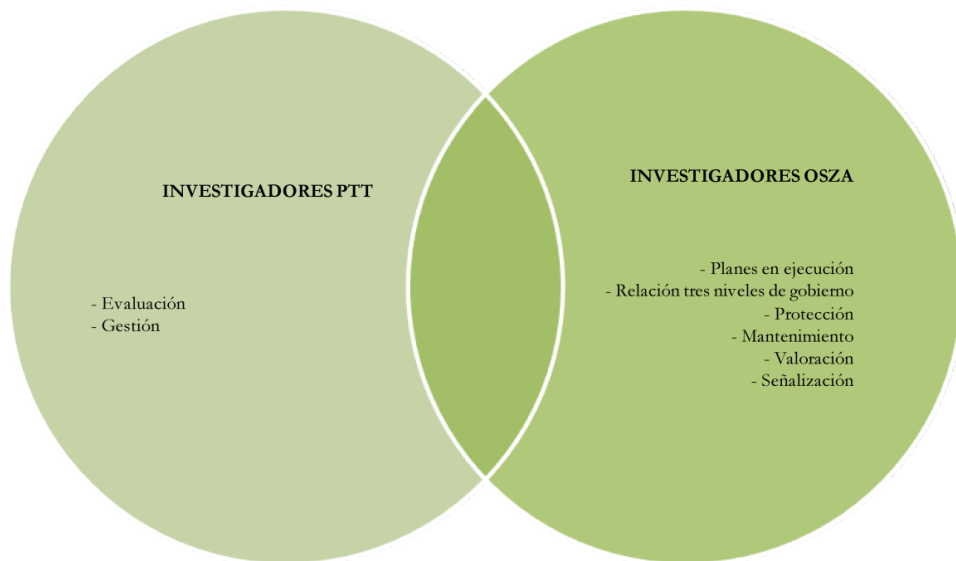 INVESTIGADORES PTT
- Evaluación
- Gestión
INVESTIGADORES OSZA
- Planes en ejecución
- Relación tres niveles de gobierno
- Protección
- Mantenimiento
- Valoración
- Señalización